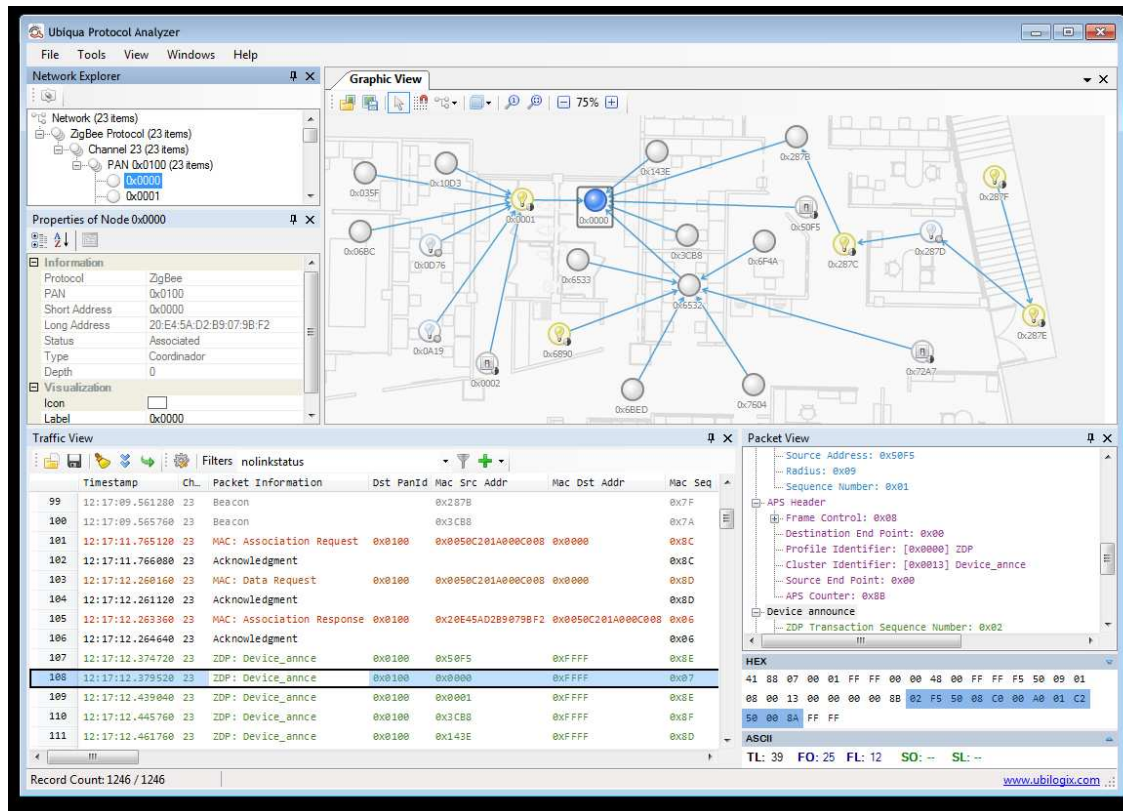 Ubiqua Protocol Analyzer
File Tools View Windows Help
Network Explorer
Network (23 items)
ZigBee Protocol (23 items)
Channel 23 (23 items)
PAN 0x0100 (23 items)
0x0000
0x0001
Properties of Node 0x0000
Information
Protocol ZigBee
PAN 0x0100
Short Address 0x0000
Long Address 20:E4:5A:D2:B9:07:9B:F2
Status Associated
Type Coordinador
Depth 0
Visualization
Icon
Label 0x0000
Graphic View
75%
0x287B
0x143E
0x10D3
0x035F
0x287F
0x0001
0x0000
0x50F5
0x06BC
0x0D76
0x3CB8
0x6F4A
0x287C
0x287D
0x6533
0x6532
0x287E
0x0A19
0x6890
0x72A7
0x0002
0x6BED
0x7604
Traffic View
Filters nolinkstatus
Timestamp Ch... Packet Information Dst PanId Mac Src Addr Mac Dst Addr Mac Seq
99 12:17:09.561280 23 Beacon 0x287B 0x7F
100 12:17:09.565760 23 Beacon 0x3CB8 0x7A
101 12:17:11.765120 23 MAC: Association Request 0x0100 0x0050C201A000C008 0x0000 0x8C
102 12:17:11.766080 23 Acknowledgment 0x8C
103 12:17:12.260160 23 MAC: Data Request 0x0100 0x0050C201A000C008 0x0000 0x8D
104 12:17:12.261120 23 Acknowledgment 0x8D
105 12:17:12.263360 23 MAC: Association Response 0x0100 0x20E45AD2B9079BF2 0x0050C201A000C008 0x06
106 12:17:12.264640 23 Acknowledgment 0x06
107 12:17:12.374720 23 ZDP: Device_annce 0x0100 0x50F5 0xFFFF 0x8E
108 12:17:12.379520 23 ZDP: Device_annce 0x0100 0x0000 0xFFFF 0x07
109 12:17:12.439040 23 ZDP: Device_annce 0x0100 0x0001 0xFFFF 0x8E
110 12:17:12.445760 23 ZDP: Device_annce 0x0100 0x3CB8 0xFFFF 0x8F
111 12:17:12.461760 23 ZDP: Device_annce 0x0100 0x143E 0xFFFF 0x8D
Packet View
Source Address: 0x50F5
Radius: 0x09
Sequence Number: 0x01
APS Header
Frame Control: 0x08
Destination End Point: 0x00
Profile Identifier: [0x0000] ZDP
Cluster Identifier: [0x0013] Device_annce
Source End Point: 0x00
APS Counter: 0x8B
Device announce
ZDP Transaction Sequence Number: 0x02
HEX
41 88 07 00 01 FF FF 00 00 48 00 FF FF F5 50 09 01
08 00 13 00 00 00 00 8B 02 F5 50 08 C0 00 A0 01 C2
50 00 8A FF FF
ASCII
TL: 39 FO: 25 FL: 12 SO: -- SL: --
Record Count: 1246 / 1246
www.ubilogix.com